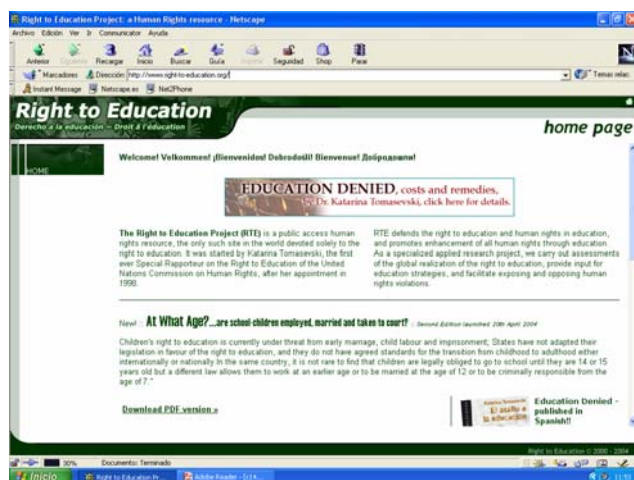 Right to Education Project: a Human Rights resource - Netscape
Archivo Edición Ver Ir Communicator Ayuda
Anterior Siguiente Recargar Inicio Buscar Guía Imprimir Seguridad Shop Parar
Marcadores Dirección: http://www.right-to-education.org/ Temas relac.
Instant Message Netscape.es Net2Phone
Right to Education
Derecho a la educación – Droit á l'éducation
home page
HOME
Welcome! Velkommen! ¡Bienvenidos! Dobrodošli! Bienvenue! Добродошли!
EDUCATION DENIED, costs and remedies,
by Dr. Katarina Tomasevski, click here for details.
The Right to Education Project (RTE) is a public access human
rights resource, the only such site in the world devoted solely to the
right to education. It was started by Katarina Tomasevski, the first
ever Special Rapporteur on the Right to Education of the United
Nations Commission on Human Rights, after her appointment in
1998.
RTE defends the right to education and human rights in education,
and promotes enhancement of all human rights through education.
As a specialized applied research project, we carry out assessments
of the global realization of the right to education, provide input for
education strategies, and facilitate exposing and opposing human
rights violations.
New! :: At What Age?...are school-children employed, married and taken to court? :: Second Edition launched 20th April 2004
Children's right to education is currently under threat from early marriage, child labour and imprisonment; States have not adapted their
legislation in favour of the right to education, and they do not have agreed standards for the transition from childhood to adulthood either
internationally or nationally. In the same country, it is not rare to find that children are legally obliged to go to school until they are 14 or 15
years old but a different law allows them to work at an earlier age or to be married at the age of 12 or to be criminally responsible from the
age of 7."
Download PDF version »
Katarina Tomasevski
El asalto a
la educación
Education Denied -
published in
Spanish!!
Right to Education © 2000 - 2004
30% Documento: Terminado
Inicio Right to Education Pr... Adobe Reader - 11:53